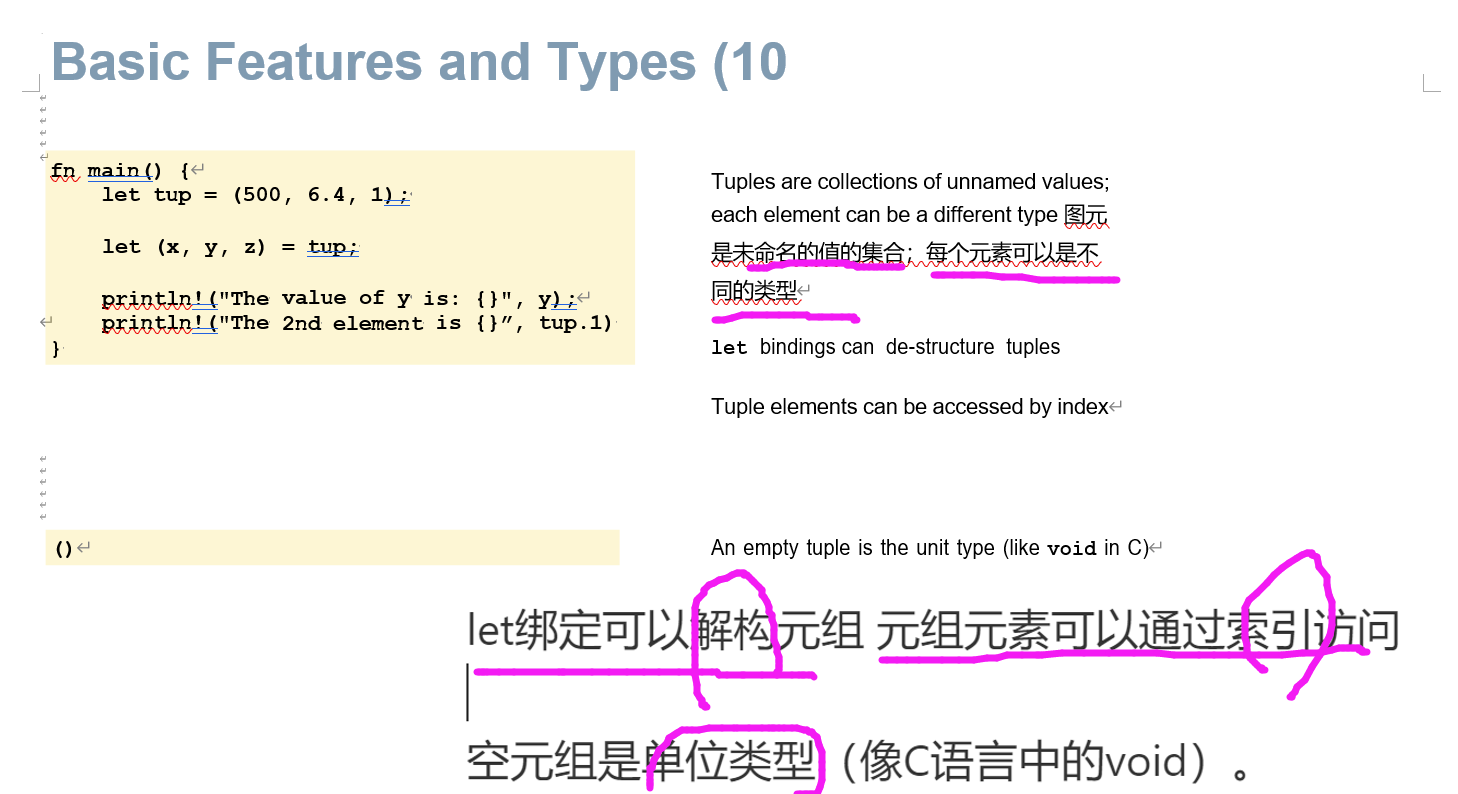 Basic Features and Types (10
fn main() {
let tup = (500, 6.4, 1);
let (x, y, z) = tup;
println!("The value of y is: {}", y);
println!("The 2nd element is {}”, tup.1)
}
Tuples are collections of unnamed values;
each element can be a different type 图元
是未命名的值的集合；每个元素可以是不
同的类型
let bindings can de-structure tuples
Tuple elements can be accessed by index
()
An empty tuple is the unit type (like void in C)
let绑定可以解构元组 元组元素可以通过索引访问
空元组是单位类型（像C语言中的void）。